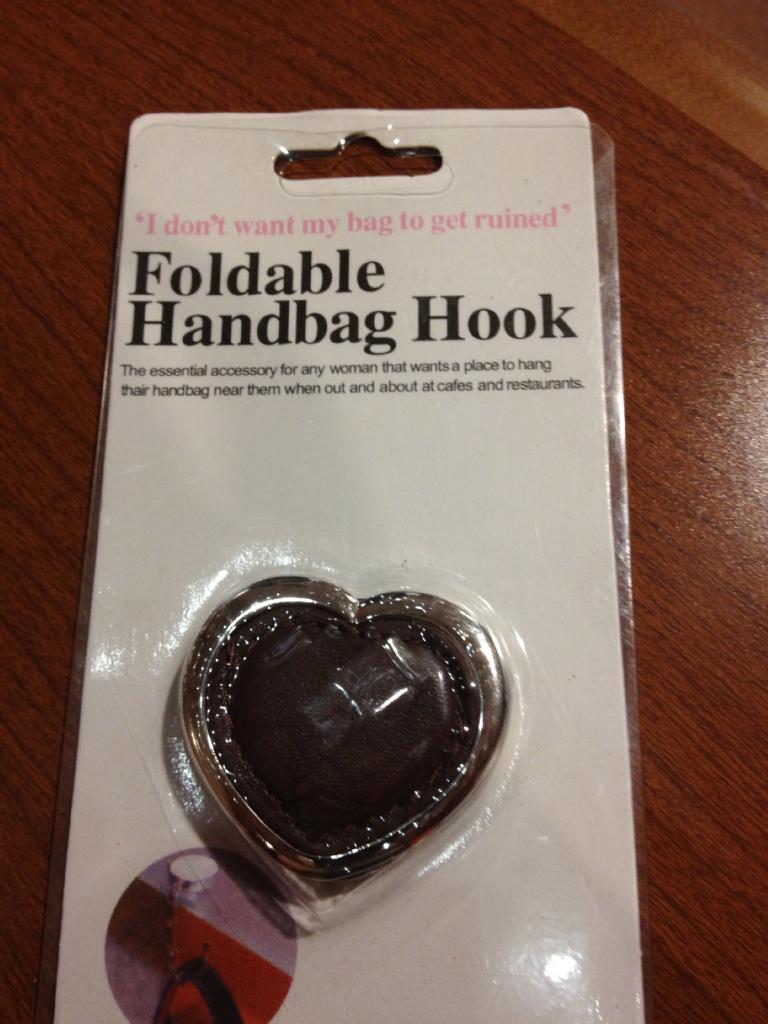 ‘I don't want my bag to get ruined’
Foldable
Handbag Hook
The essential accessory for any woman that wants a place to hang
thair handbag near them when out and about at cafes and restaurants.